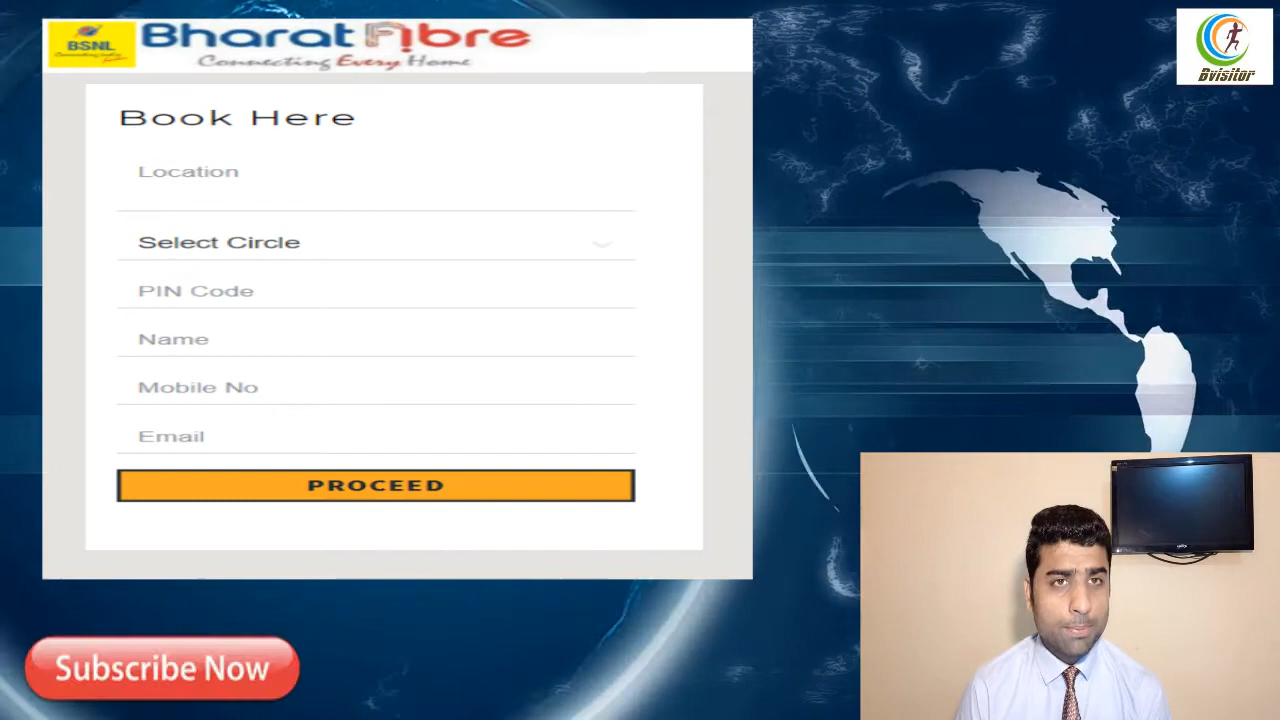 BSNL
Bharat Fibre
Connecting Every Home
Bvisitor
Book Here
Location
Select Circle
PIN Code
Name
Mobile No
Email
PROCEED
Subscribe Now